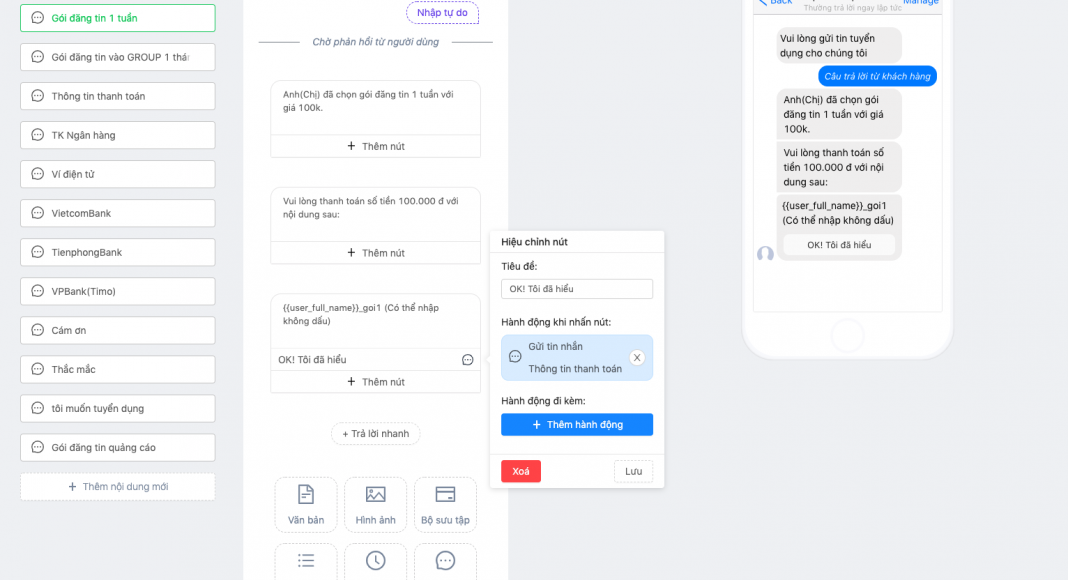 Gói đăng tin 1 tuần
Gói đăng tin vào GROUP 1 thá
Thông tin thanh toán
TK Ngân hàng
Ví điện tử
VietcomBank
TienphongBank
VPBank(Timo)
Cám ơn
Thắc mắc
tôi muốn tuyển dụng
Gói đăng tin quảng cáo
+ Thêm nội dung mới
Nhập tự do
Chờ phản hồi từ người dùng
Anh(Chị) đã chọn gói đăng tin 1 tuần với
giá 100k.
+ Thêm nút
Vui lòng thanh toán số tiền 100.000 đ với
nội dung sau:
+ Thêm nút
{{user_full_name}}_goi1 (Có thể nhập
không dấu)
OK! Tôi đã hiểu
+ Thêm nút
+ Trả lời nhanh
Văn bản
Hình ảnh
Bộ sưu tập
Hiệu chỉnh nút
Tiêu đề:
OK! Tôi đã hiểu
Hành động khi nhấn nút:
Gửi tin nhắn
Thông tin thanh toán
X
Hành động đi kèm:
+ Thêm hành động
Xoá
Lưu
Back
Thường trả lời ngay lập tức
Manage
Vui lòng gửi tin tuyển
dụng cho chúng tôi
Câu trả lời từ khách hàng
Anh(Chị) đã chọn gói
đăng tin 1 tuần với giá
100k.
Vui lòng thanh toán số
tiền 100.000 đ với nội
dung sau:
{{user_full_name}}_goi1
(Có thể nhập không dấu)
OK! Tôi đã hiểu